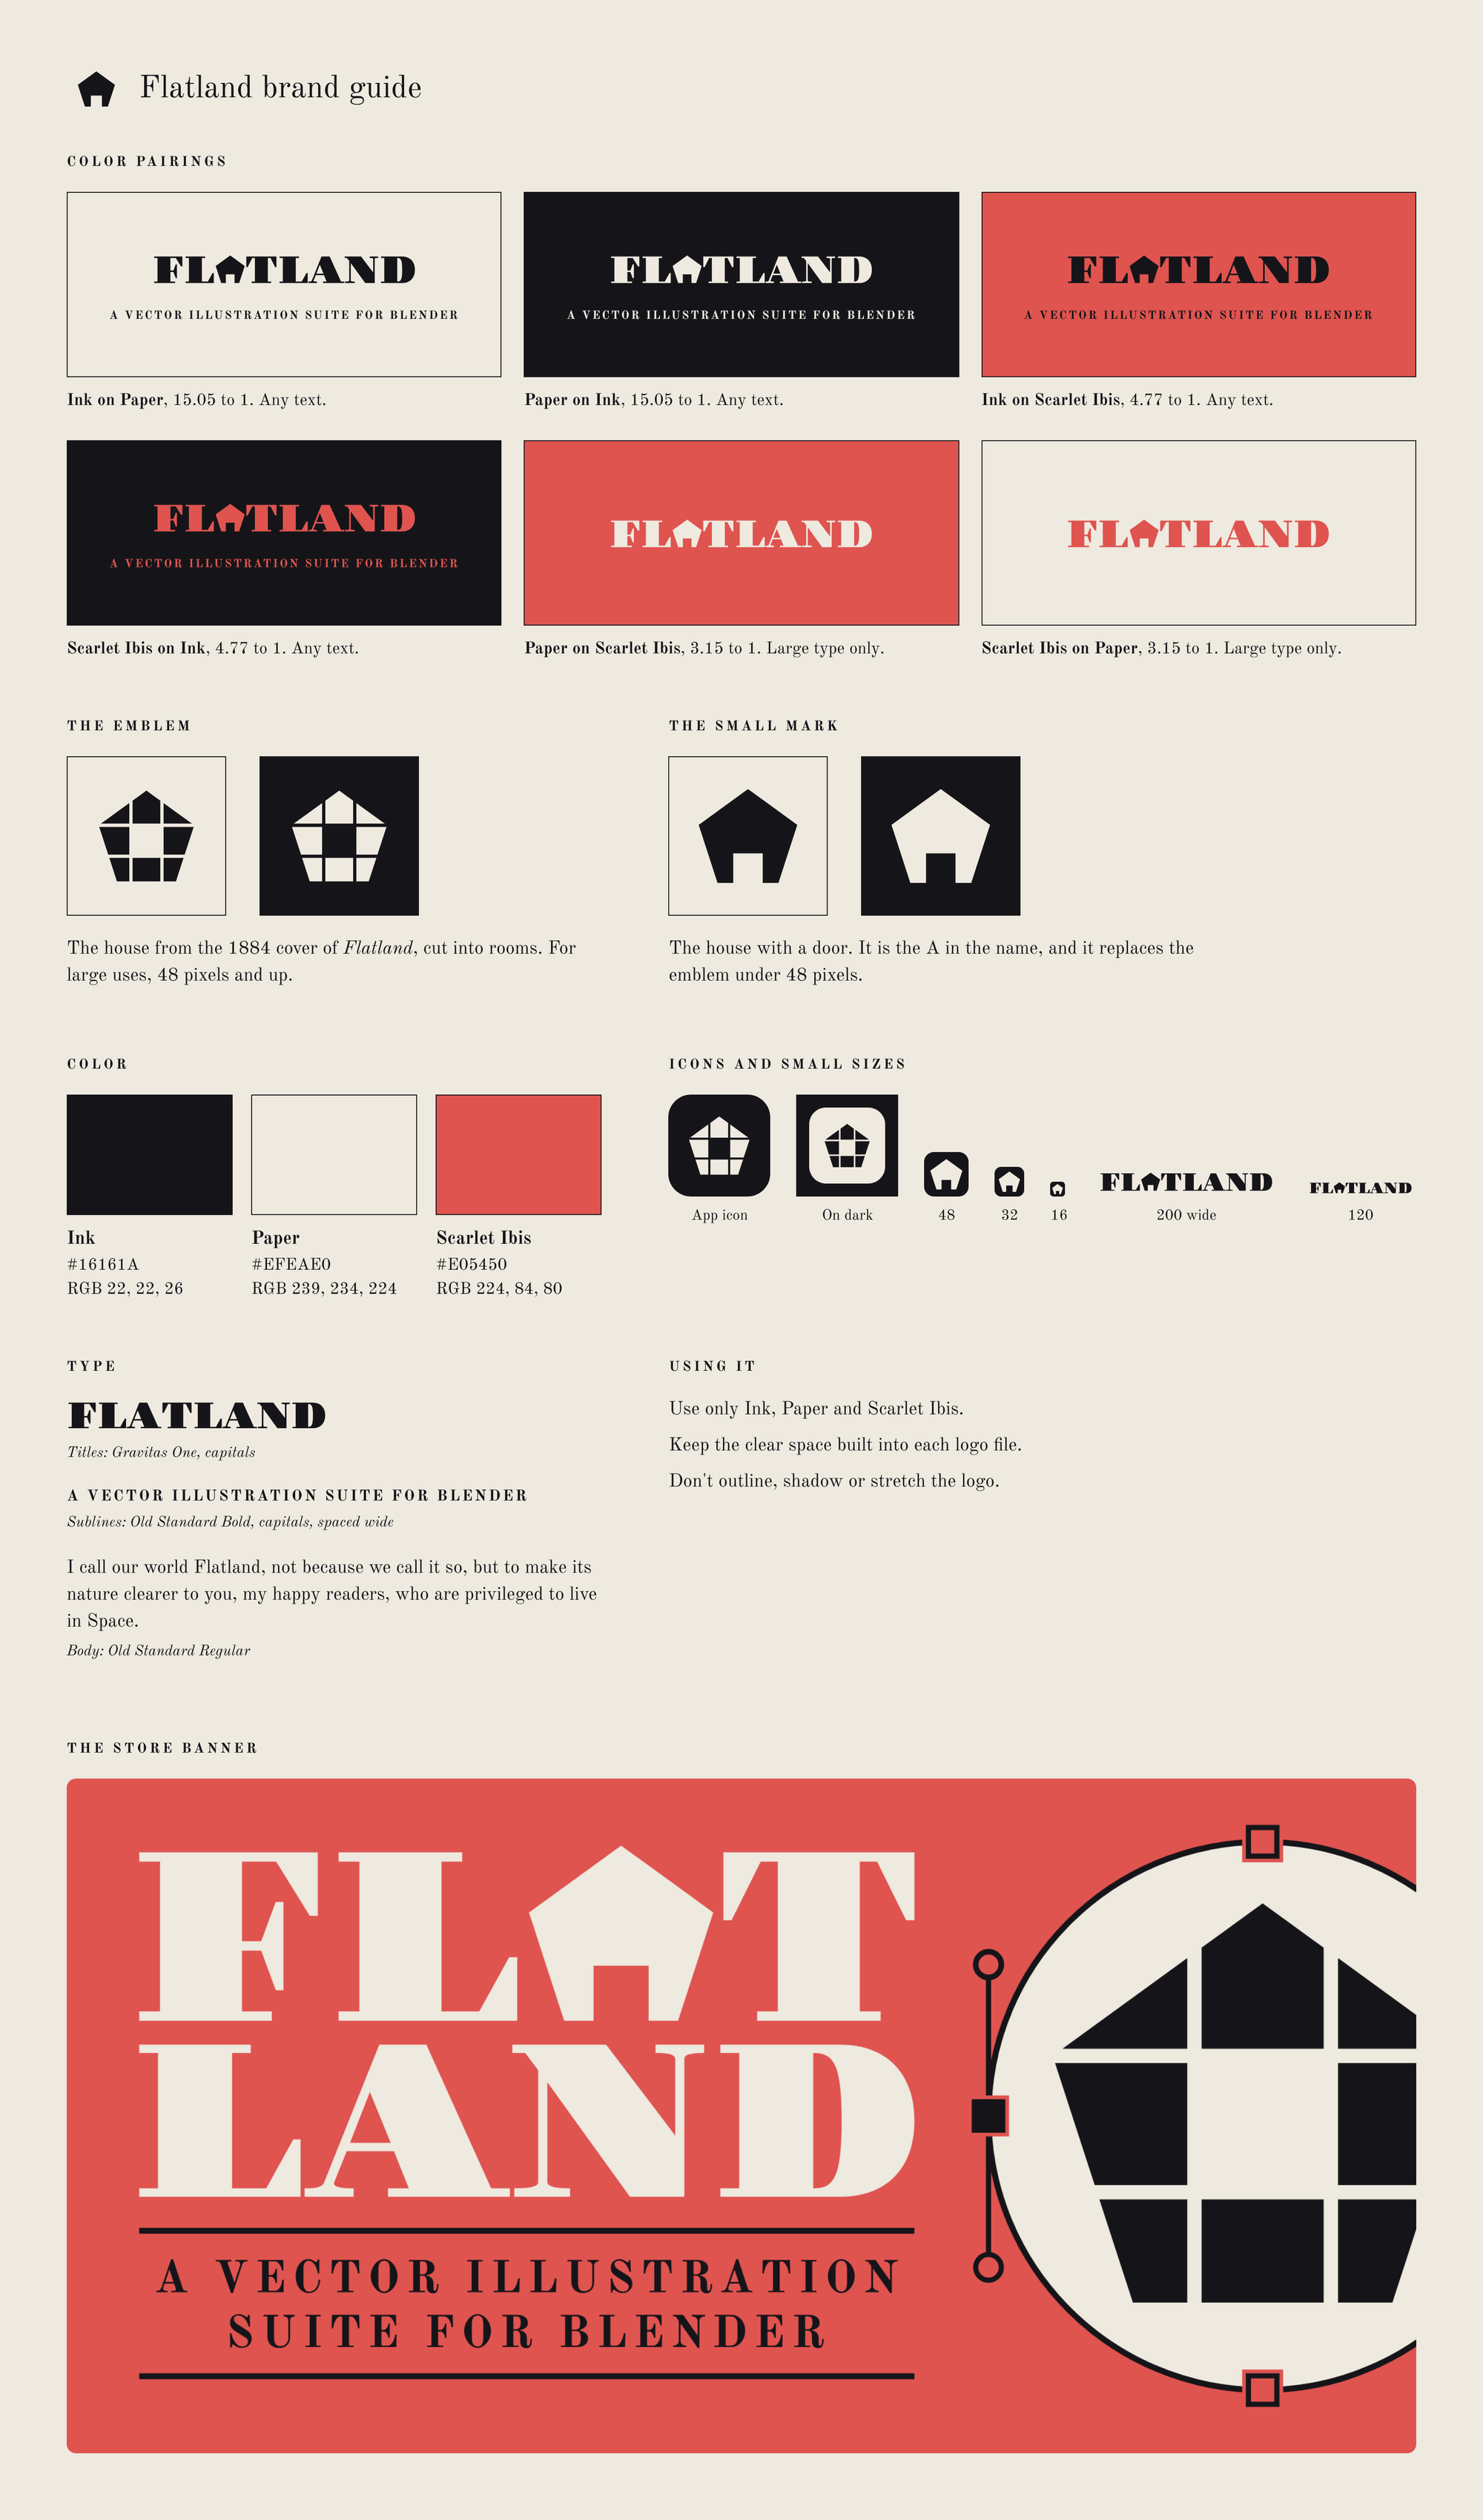 Flatland brand guide
COLOR PAIRINGS
FLATLAND
A VECTOR ILLUSTRATION SUITE FOR BLENDER
FLATLAND
A VECTOR ILLUSTRATION SUITE FOR BLENDER
FLATLAND
A VECTOR ILLUSTRATION SUITE FOR BLENDER
Ink on Paper, 15.05 to 1. Any text.
Paper on Ink, 15.05 to 1. Any text.
Ink on Scarlet Ibis, 4.77 to 1. Any text.
FLATLAND
A VECTOR ILLUSTRATION SUITE FOR BLENDER
FLATLAND
FLATLAND
Scarlet Ibis on Ink, 4.77 to 1. Any text.
Paper on Scarlet Ibis, 3.15 to 1. Large type only.
Scarlet Ibis on Paper, 3.15 to 1. Large type only.
THE EMBLEM
The house from the 1884 cover of Flatland, cut into rooms. For
large uses, 48 pixels and up.
THE SMALL MARK
The house with a door. It is the A in the name, and it replaces the
emblem under 48 pixels.
COLOR
Ink
#16161A
RGB 22, 22, 26
Paper
#EFEAE0
RGB 239, 234, 224
Scarlet Ibis
#E05450
RGB 224, 84, 80
ICONS AND SMALL SIZES
FLATLAND
FLATLAND
App icon
On dark
48
32
16
200 wide
120
TYPE
FLATLAND
Titles: Gravitas One, capitals
A VECTOR ILLUSTRATION SUITE FOR BLENDER
Sublines: Old Standard Bold, capitals, spaced wide
I call our world Flatland, not because we call it so, but to make its
nature clearer to you, my happy readers, who are privileged to live
in Space.
Body: Old Standard Regular
USING IT
Use only Ink, Paper and Scarlet Ibis.
Keep the clear space built into each logo file.
Don't outline, shadow or stretch the logo.
THE STORE BANNER
FLAT
LAND
A VECTOR ILLUSTRATION
SUITE FOR BLENDER